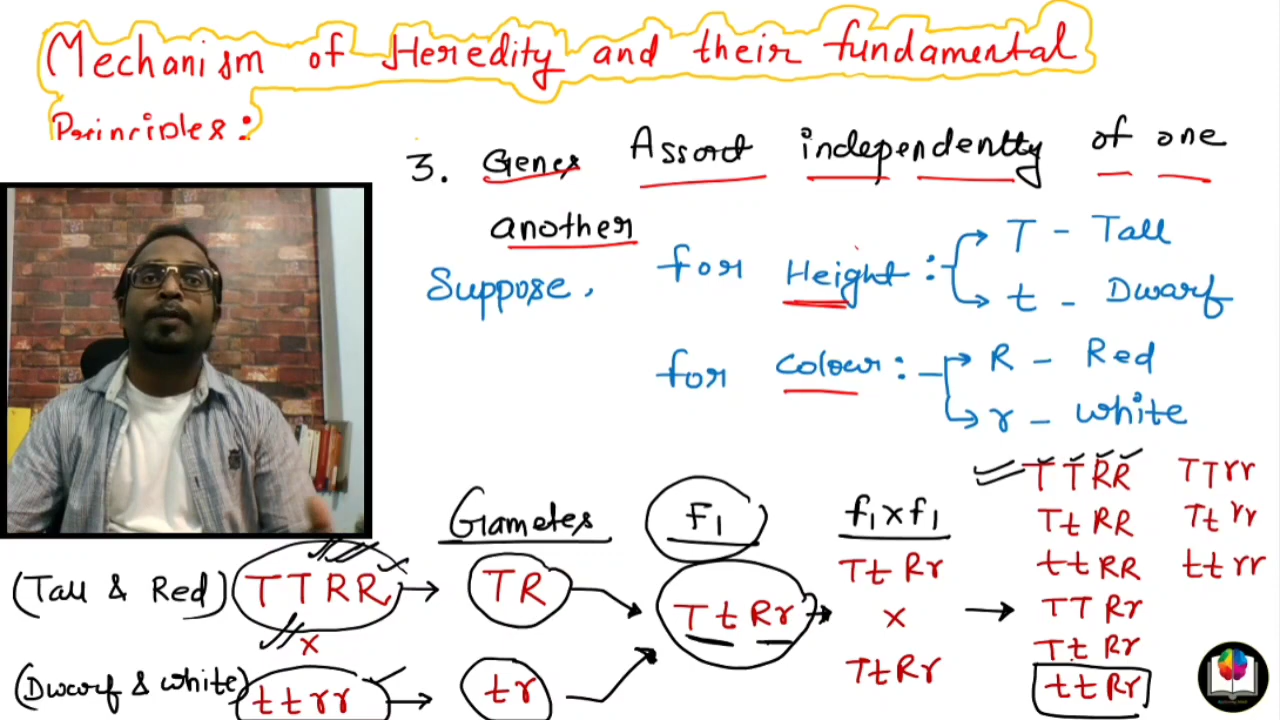 Mechanism of Heredity and their fundamental
Principles:
3. Genes Assort independently of one
another
Suppose,
for Height:
T - Tall
t - Dwarf
for Colour:
R - Red
r - White
Gametes
F1
f1 x f1
(Tall & Red) TTRR → TR
x
(Dwarf & white) ttrr → tr
TtRr
TtRr
x
TtRr
TTRR TTrr
TtRR Ttrr
ttRR ttrr
TTRr
TtRr
ttRr